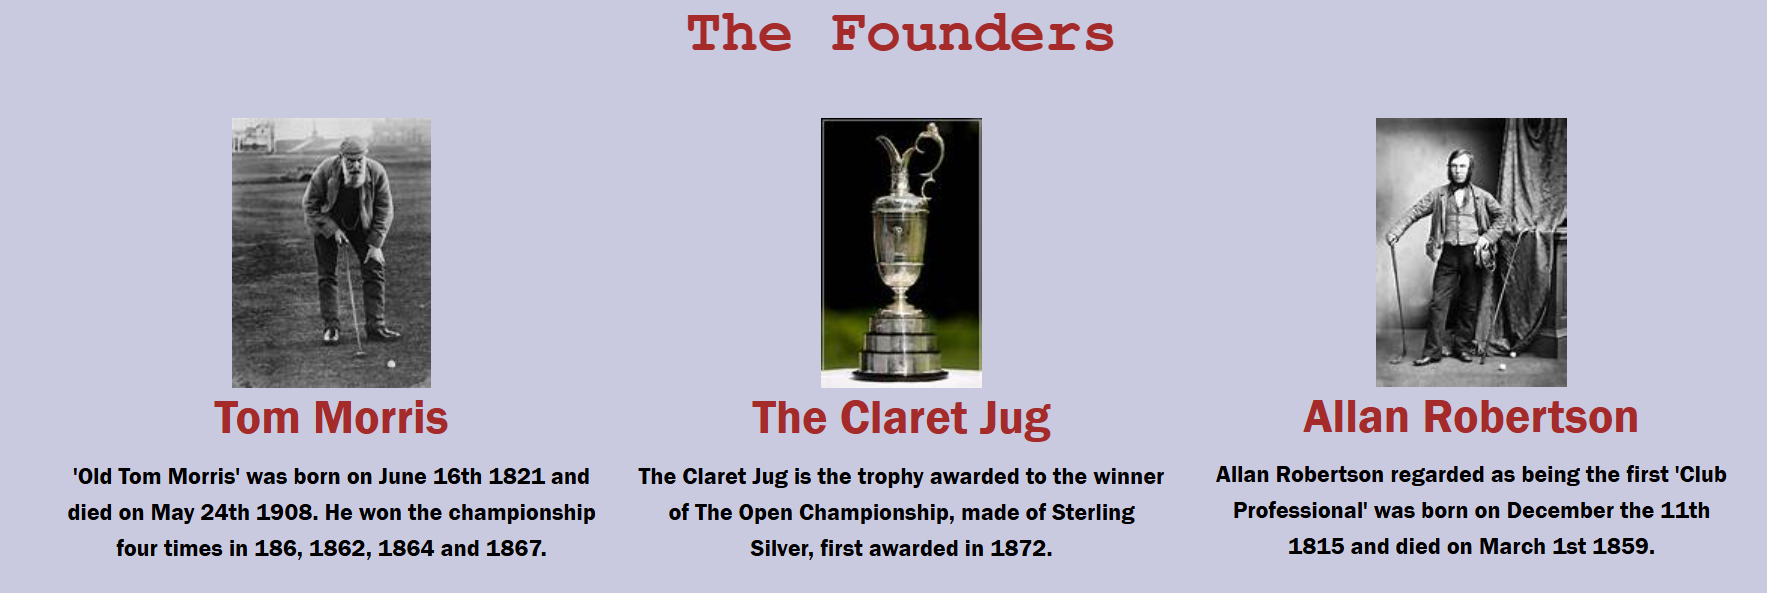 The Founders
Tom Morris
'Old Tom Morris' was born on June 16th 1821 and
died on May 24th 1908. He won the championship
four times in 186, 1862, 1864 and 1867.
The Claret Jug
The Claret Jug is the trophy awarded to the winner
of The Open Championship, made of Sterling
Silver, first awarded in 1872.
Allan Robertson
Allan Robertson regarded as being the first 'Club
Professional' was born on December the 11th
1815 and died on March 1st 1859.